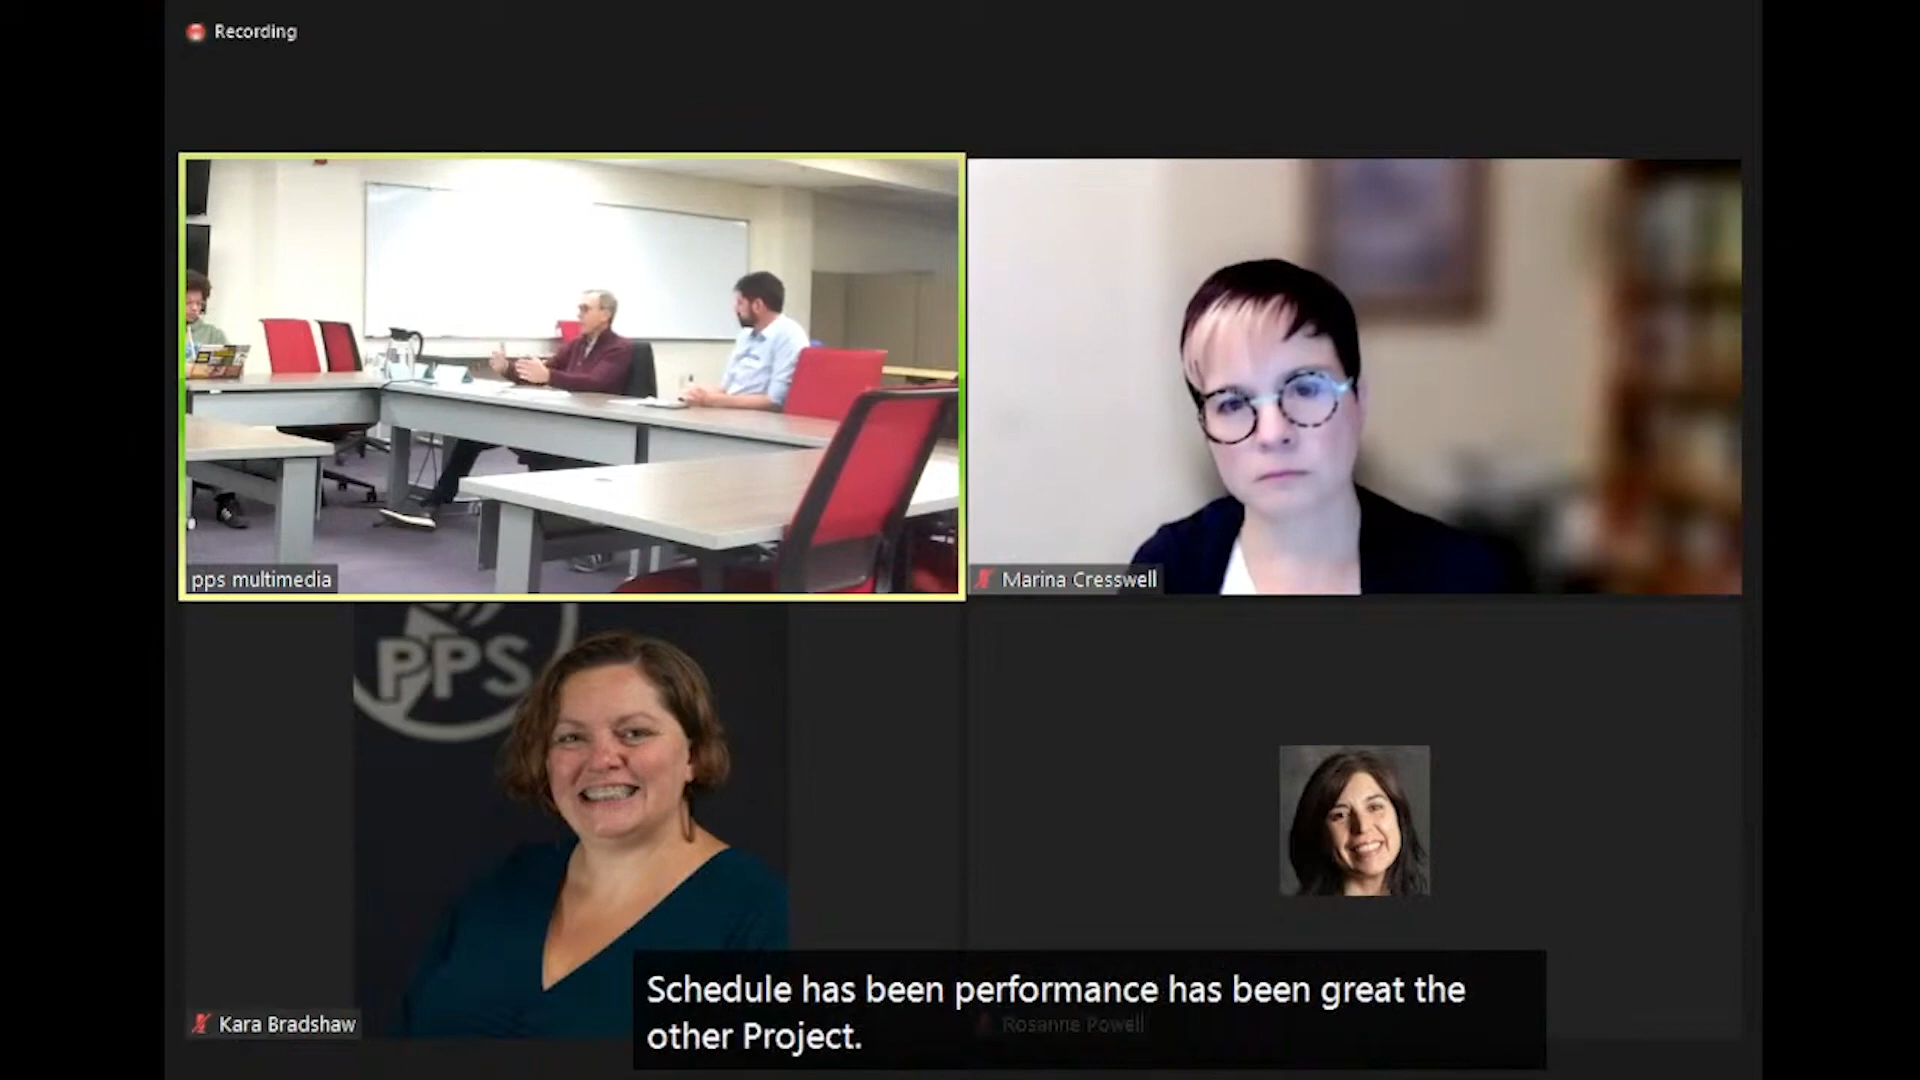 Recording
pps multimedia
Marina Cresswell
PPS
Kara Bradshaw
Schedule has been performance has been great the
other Project.
Rosanne Powell